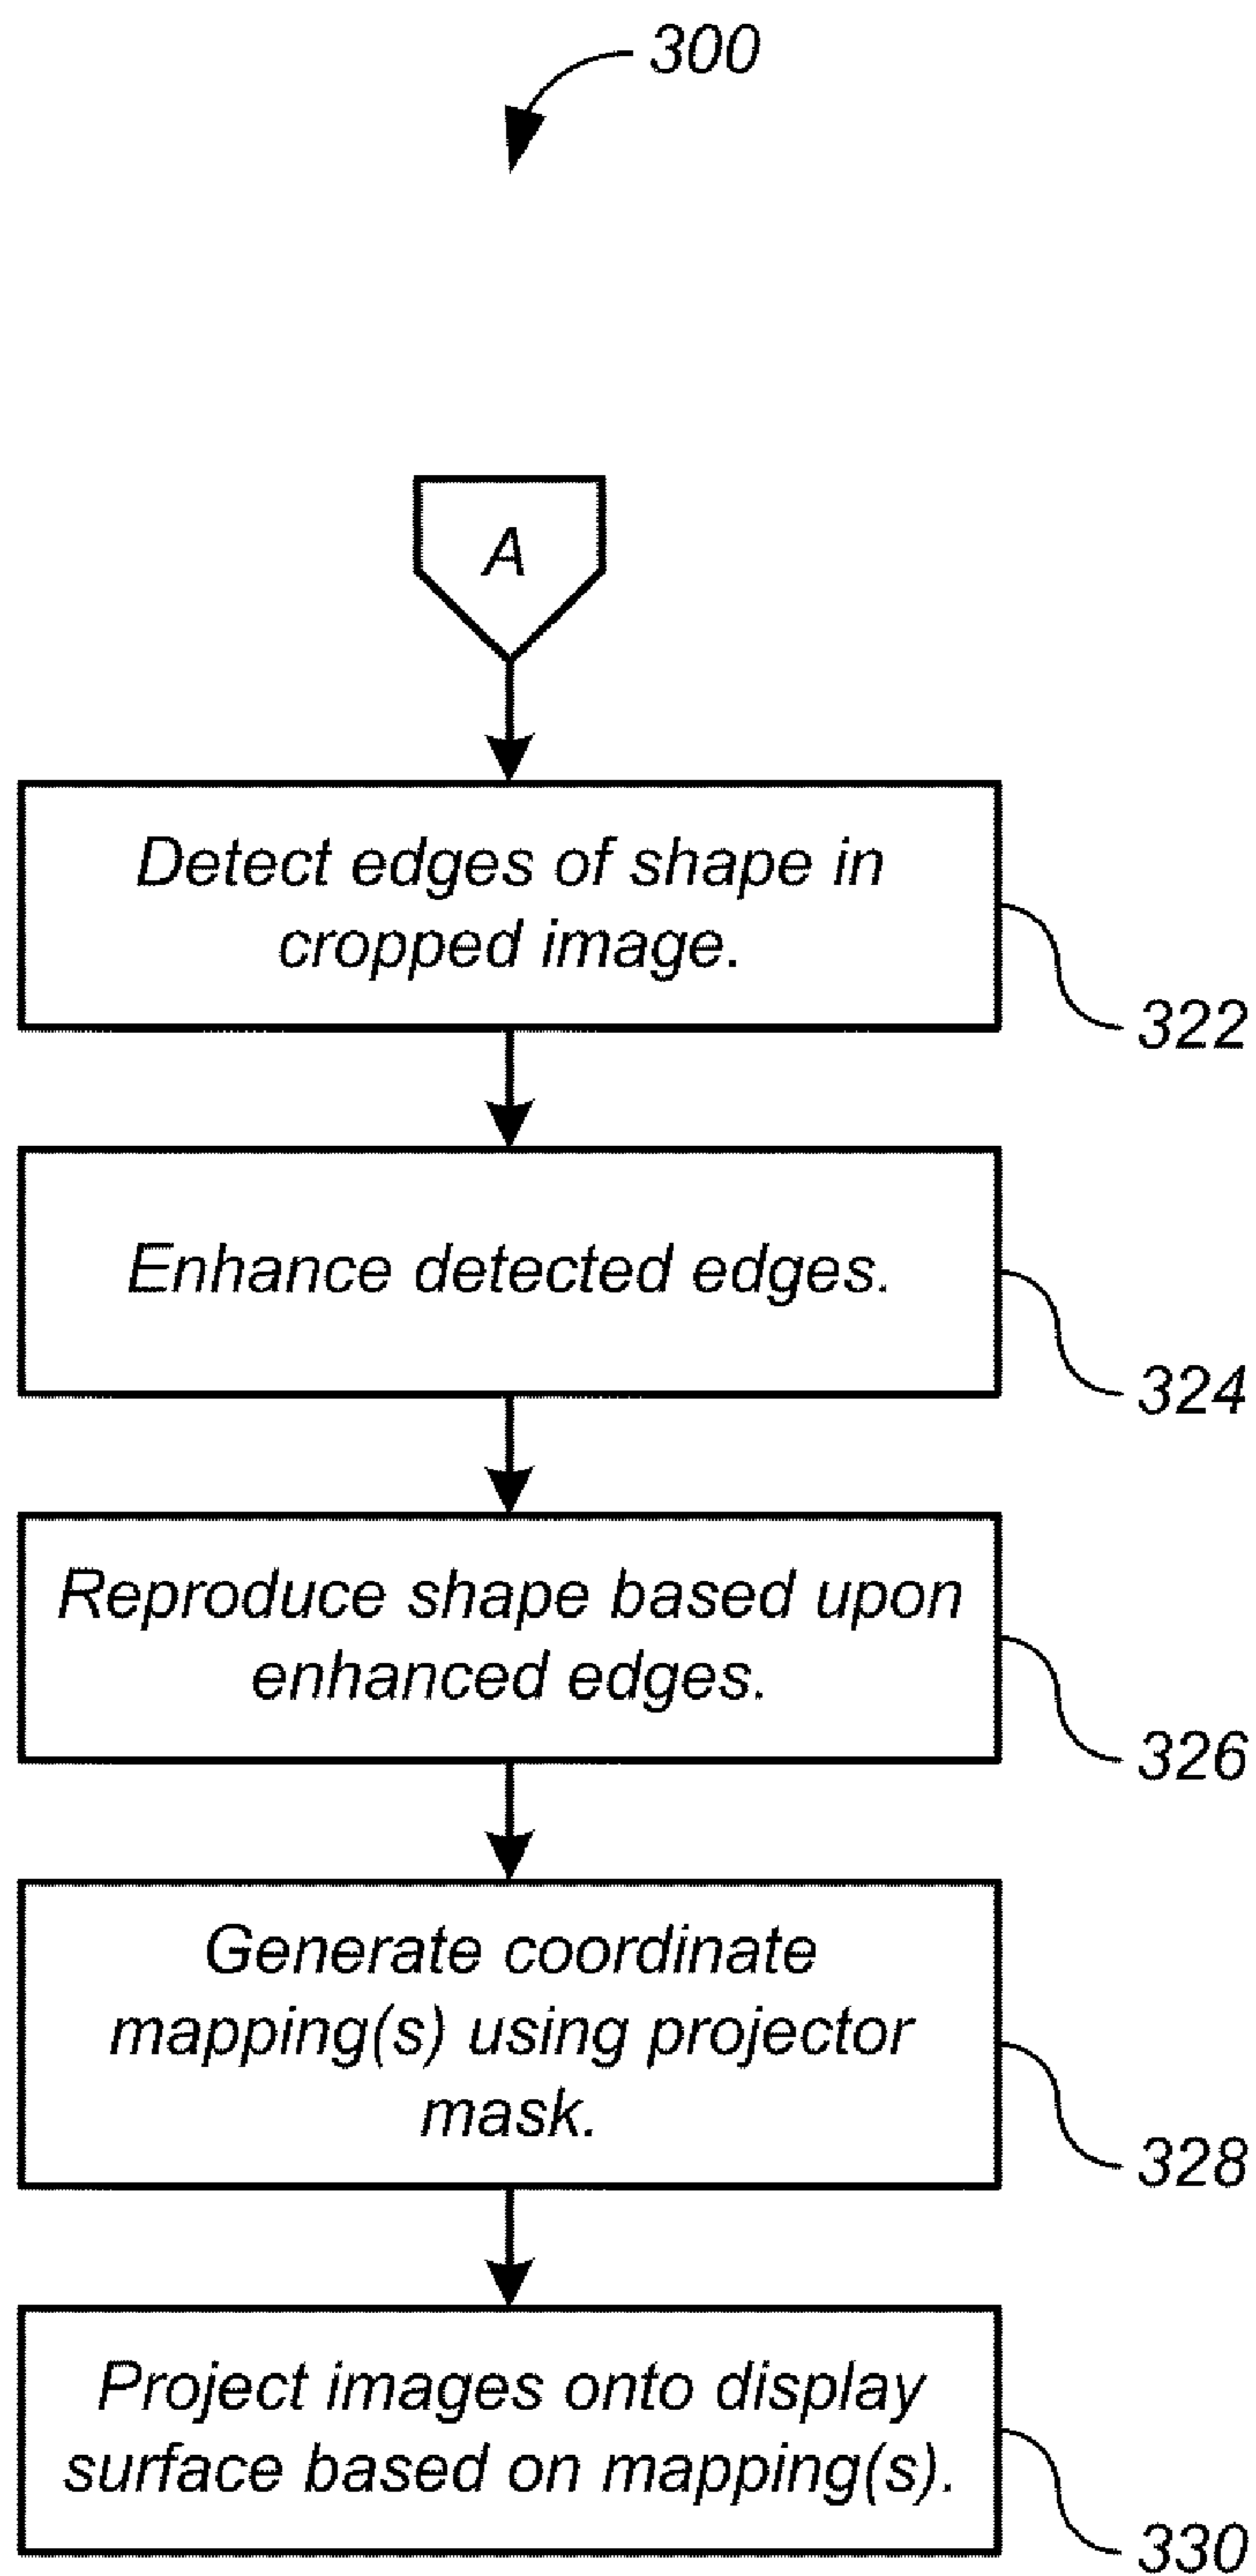 300
A
Detect edges of shape in
cropped image.
322
Enhance detected edges.
324
Reproduce shape based upon
enhanced edges.
326
Generate coordinate
mapping(s) using projector
mask.
328
Project images onto display
surface based on mapping(s).
330